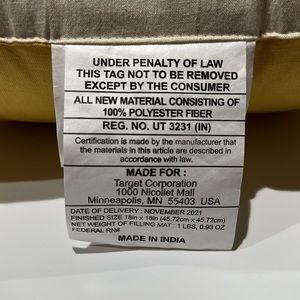 UNDER PENALTY OF LAW
THIS TAG NOT TO BE REMOVED
EXCEPT BY THE CONSUMER
ALL NEW MATERIAL CONSISTING OF
100% POLYESTER FIBER
REG. NO. UT 3231 (IN)
Certification is made by the manufacturer that
the materials in this article are described in
accordance with law.
MADE FOR :
Target Corporation
1000 Nicollet Mall
Minneapolis, MN 55403 USA
DATE OF DELIVERY : NOVEMBER 2021
FINISHED SIZE 18in x 18in (45.72cm x 45.72cm)
NET WEIGHT OF FILLING MAT : 1 LBS, 0.93 OZ
FEDERAL RN#.
MADE IN INDIA